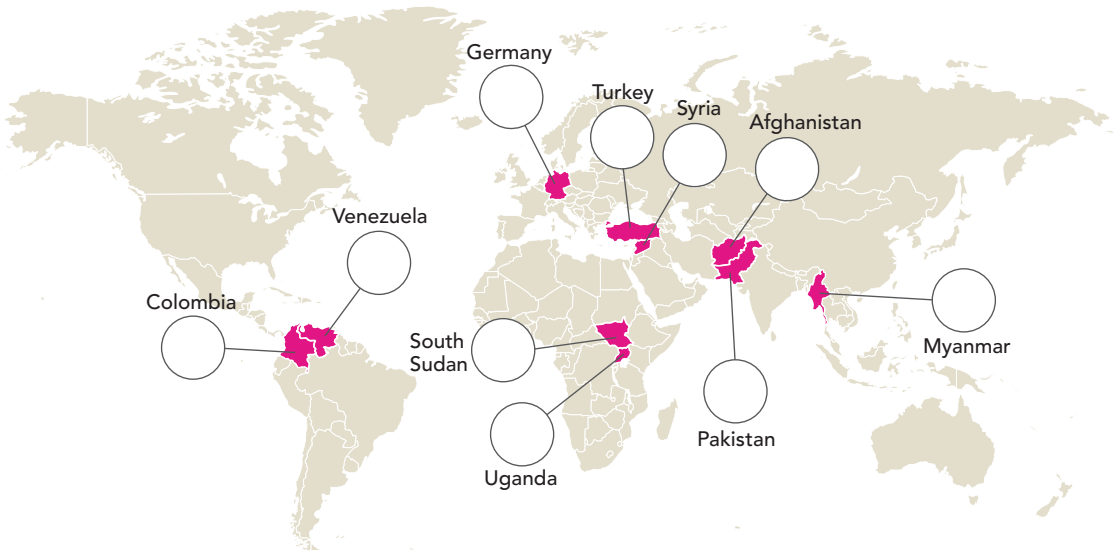 Germany
Turkey
Syria
Afghanistan
Venezuela
Colombia
South
Sudan
Myanmar
Pakistan
Uganda